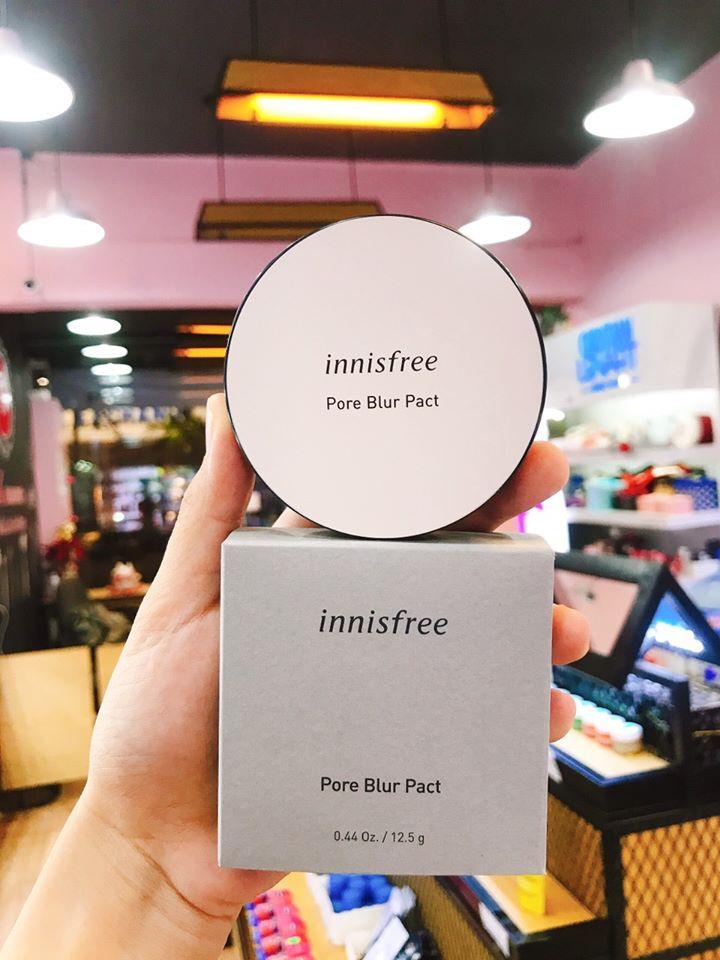 innisfree
Pore Blur Pact
innisfree
Pore Blur Pact
0.44 Oz. / 12.5 g